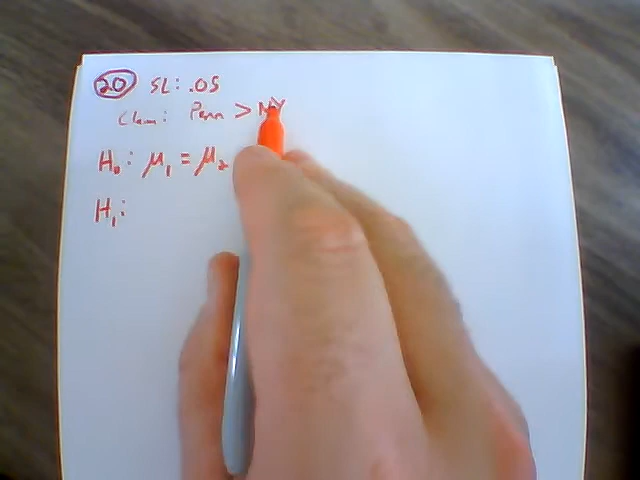 20 SL: .05
Claim: Penn > NY
H₀: μ₁ = μ₂
H₁: